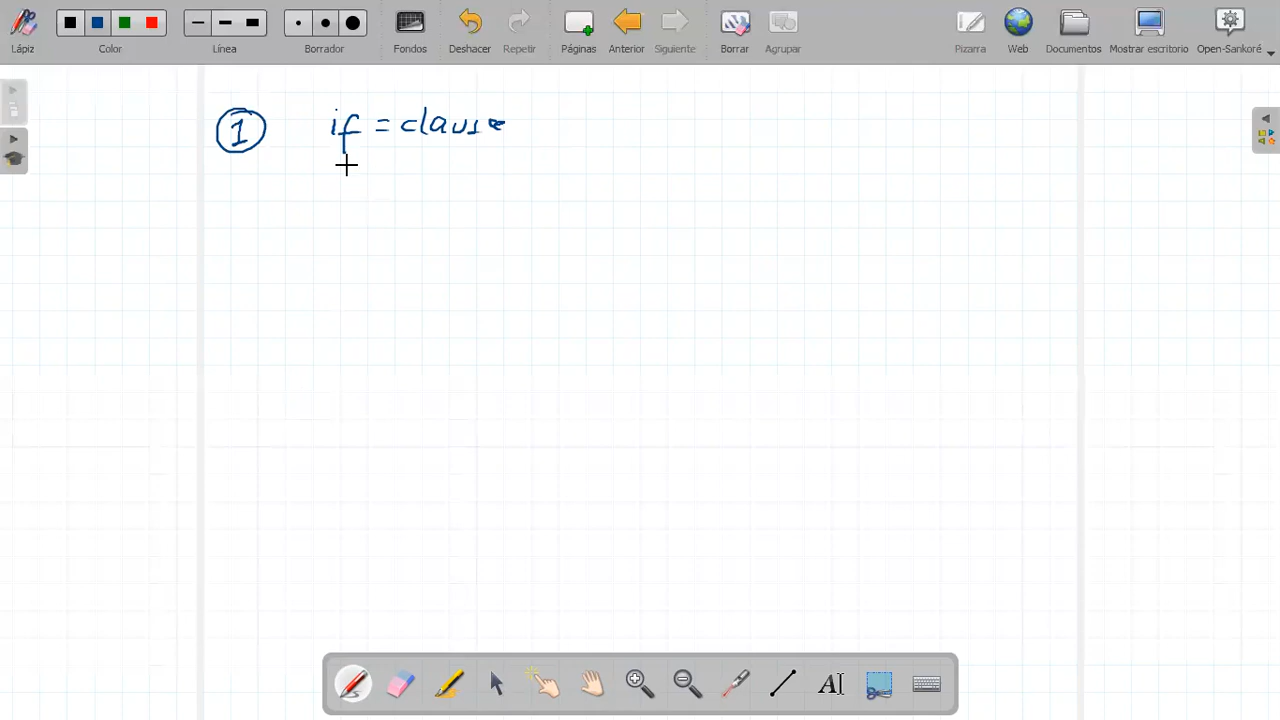 Lápiz Color Línea Borrador Fondos Deshacer Repetir Páginas Anterior Siguiente Borrar Agrupar Pizarra Web Documentos Mostrar escritorio Open-Sankoré
1 if = clause
AI